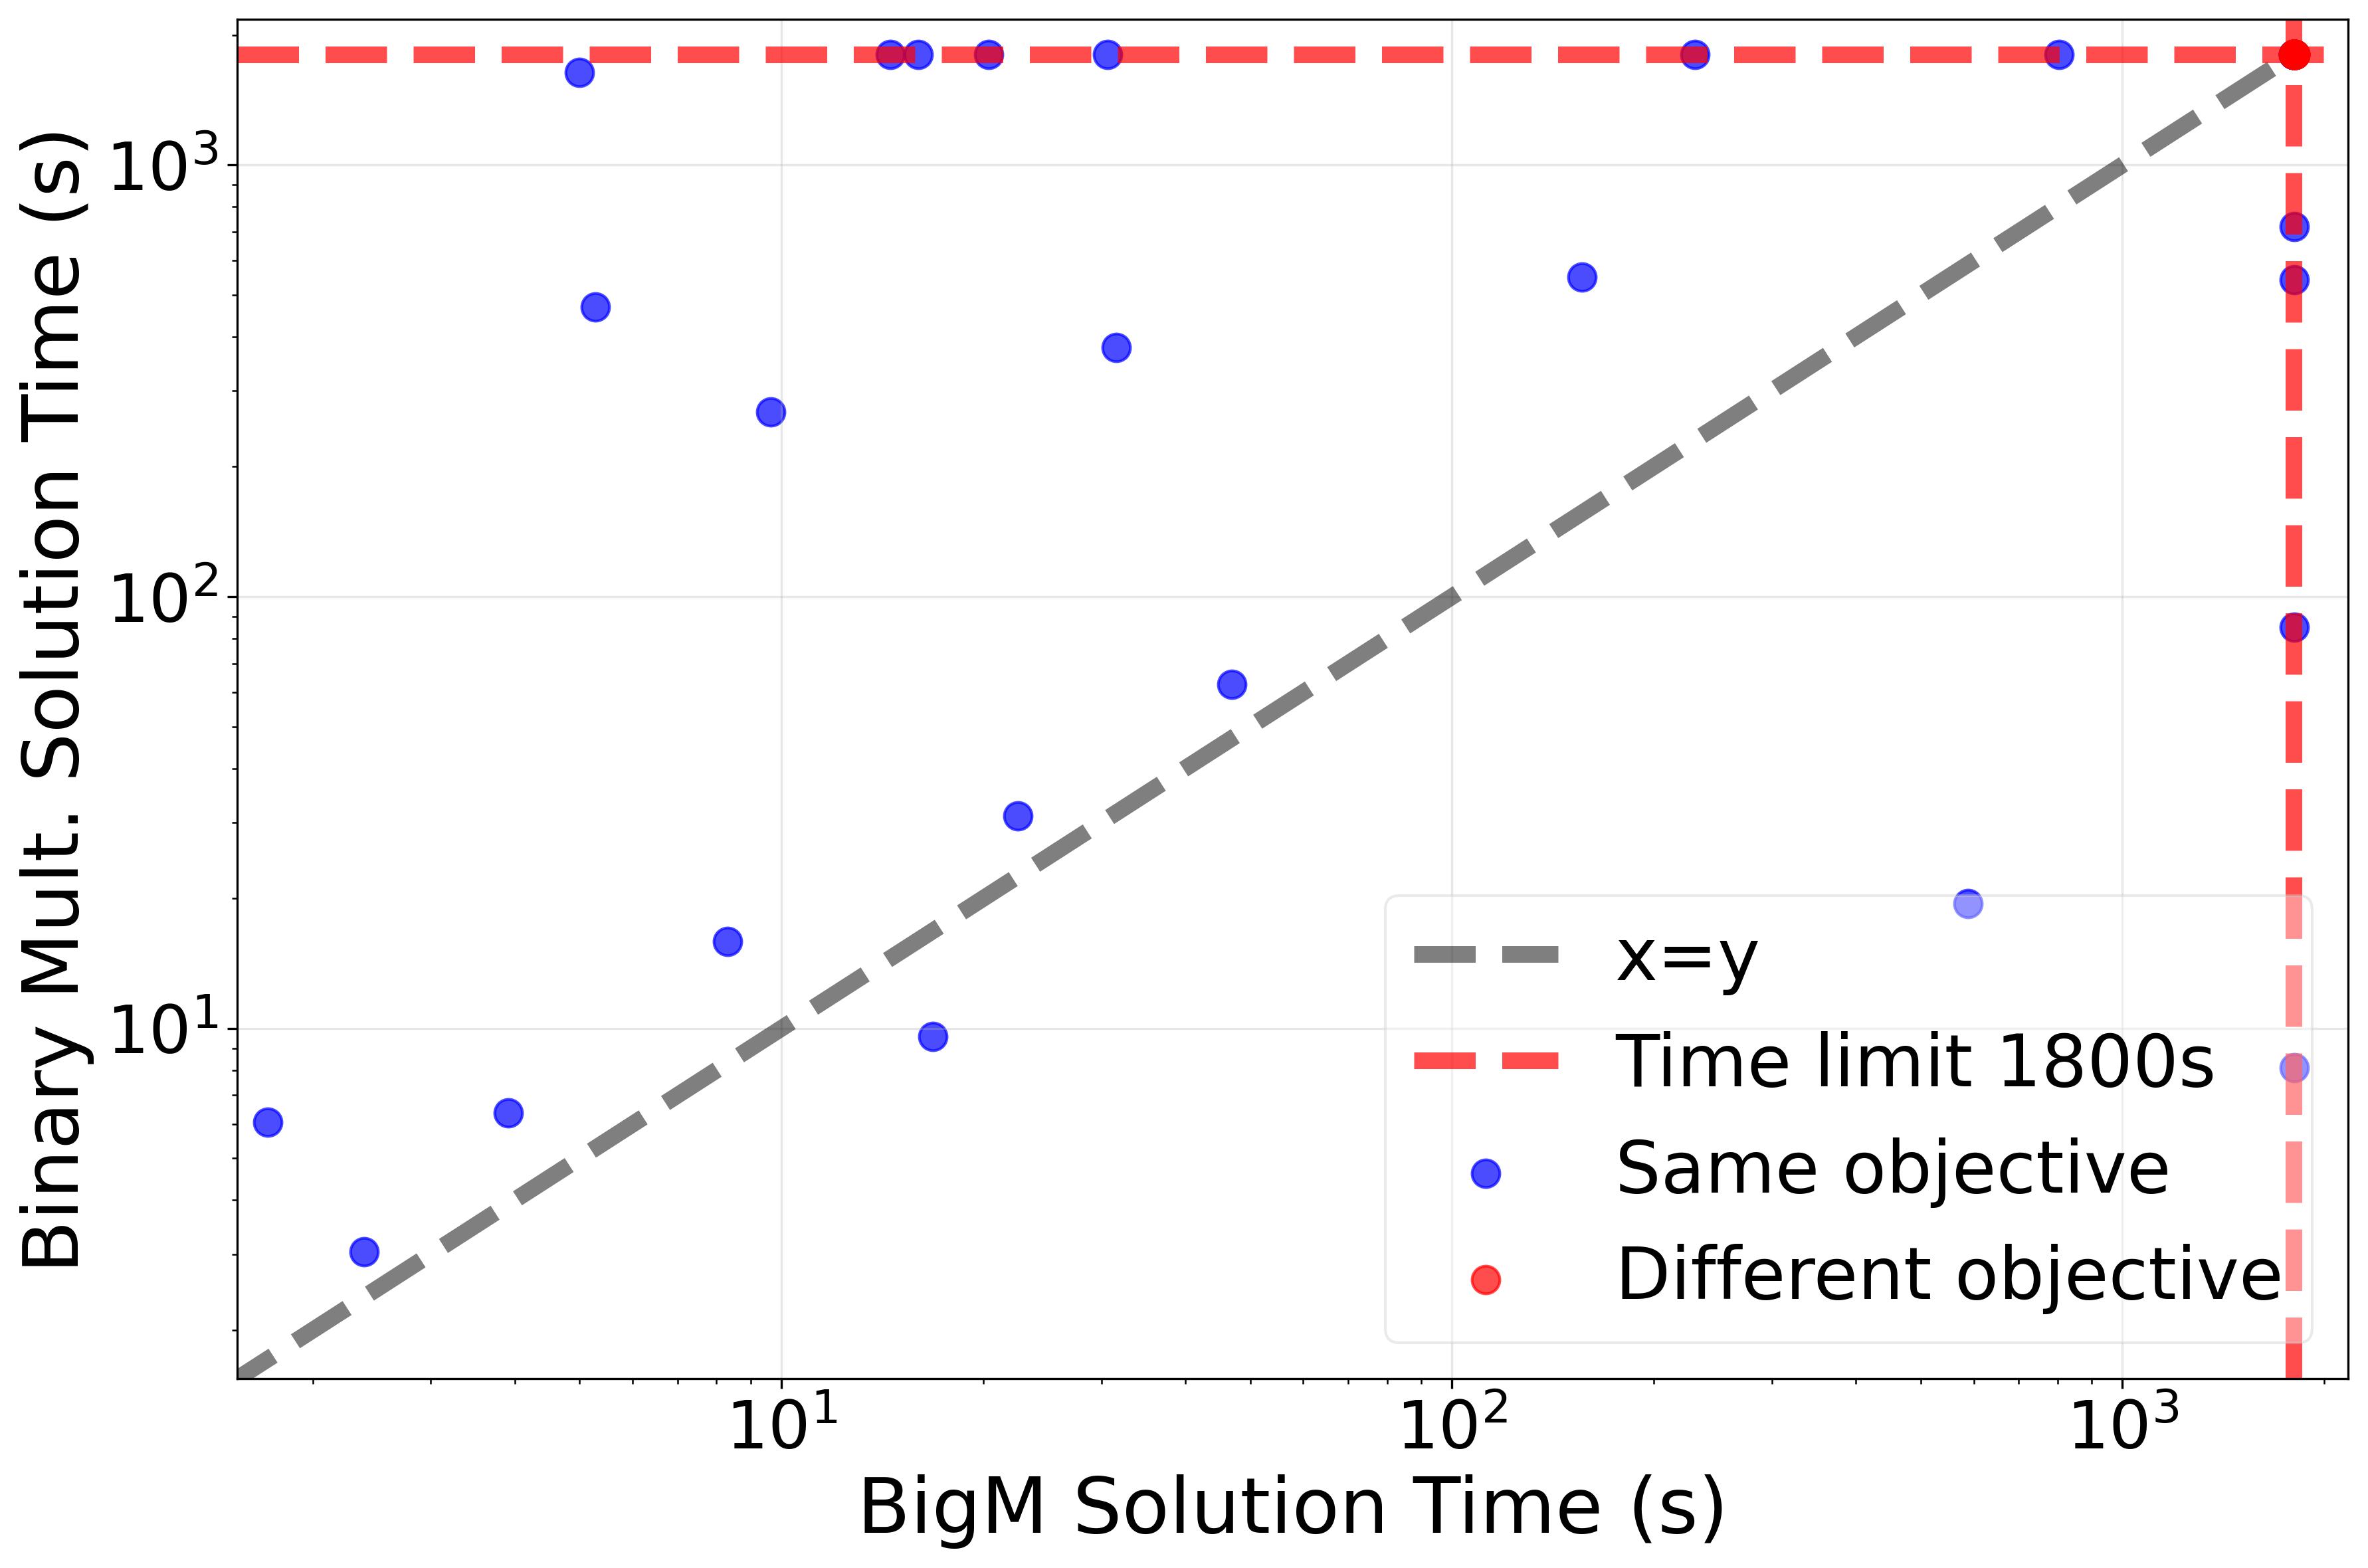 Binary Mult. Solution Time (s)
10³
10²
10¹
x=y
Time limit 1800s
Same objective
Different objective
10¹ 10² 10³
BigM Solution Time (s)